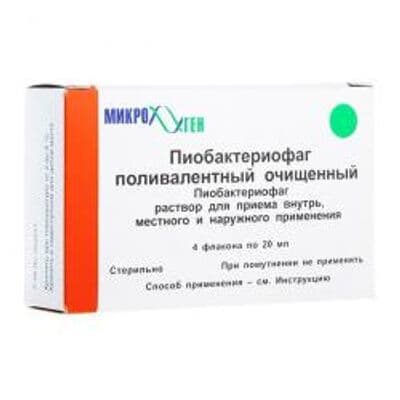 МИКРОГЕН
Пиобактериофаг
поливалентный очищенный
Пиобактериофаг
раствор для приема внутрь,
местного и наружного применения
4 флакона по 20 мл
Стерильно
При помутнении не применять
Способ применения – см. Инструкцию